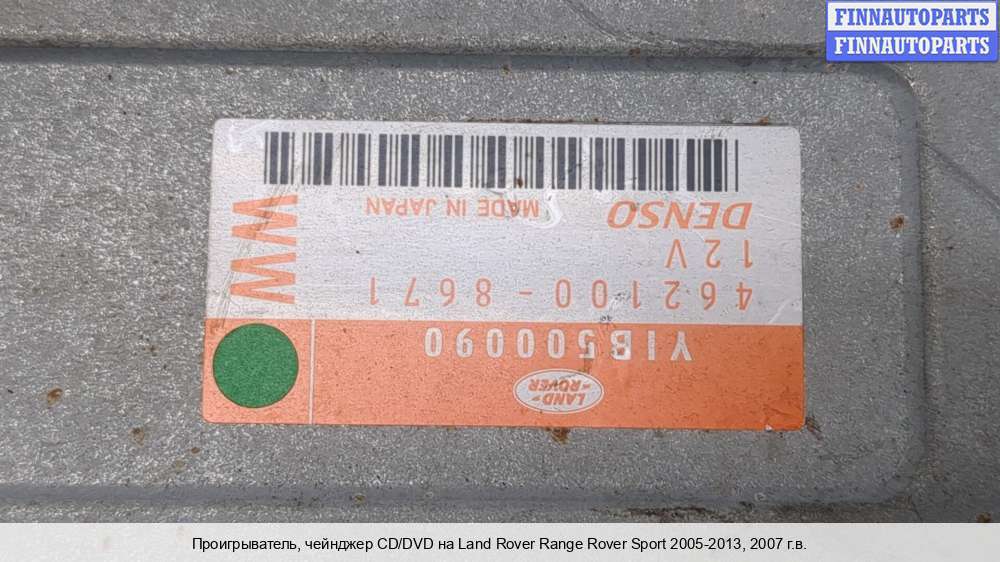 FINNAUTOPARTS
FINNAUTOPARTS
LAND ROVER
YIB500090
462100-8671
12V
DENSO MADE IN JAPAN
WW
Проигрыватель, чейнджер CD/DVD на Land Rover Range Rover Sport 2005-2013, 2007 г.в.